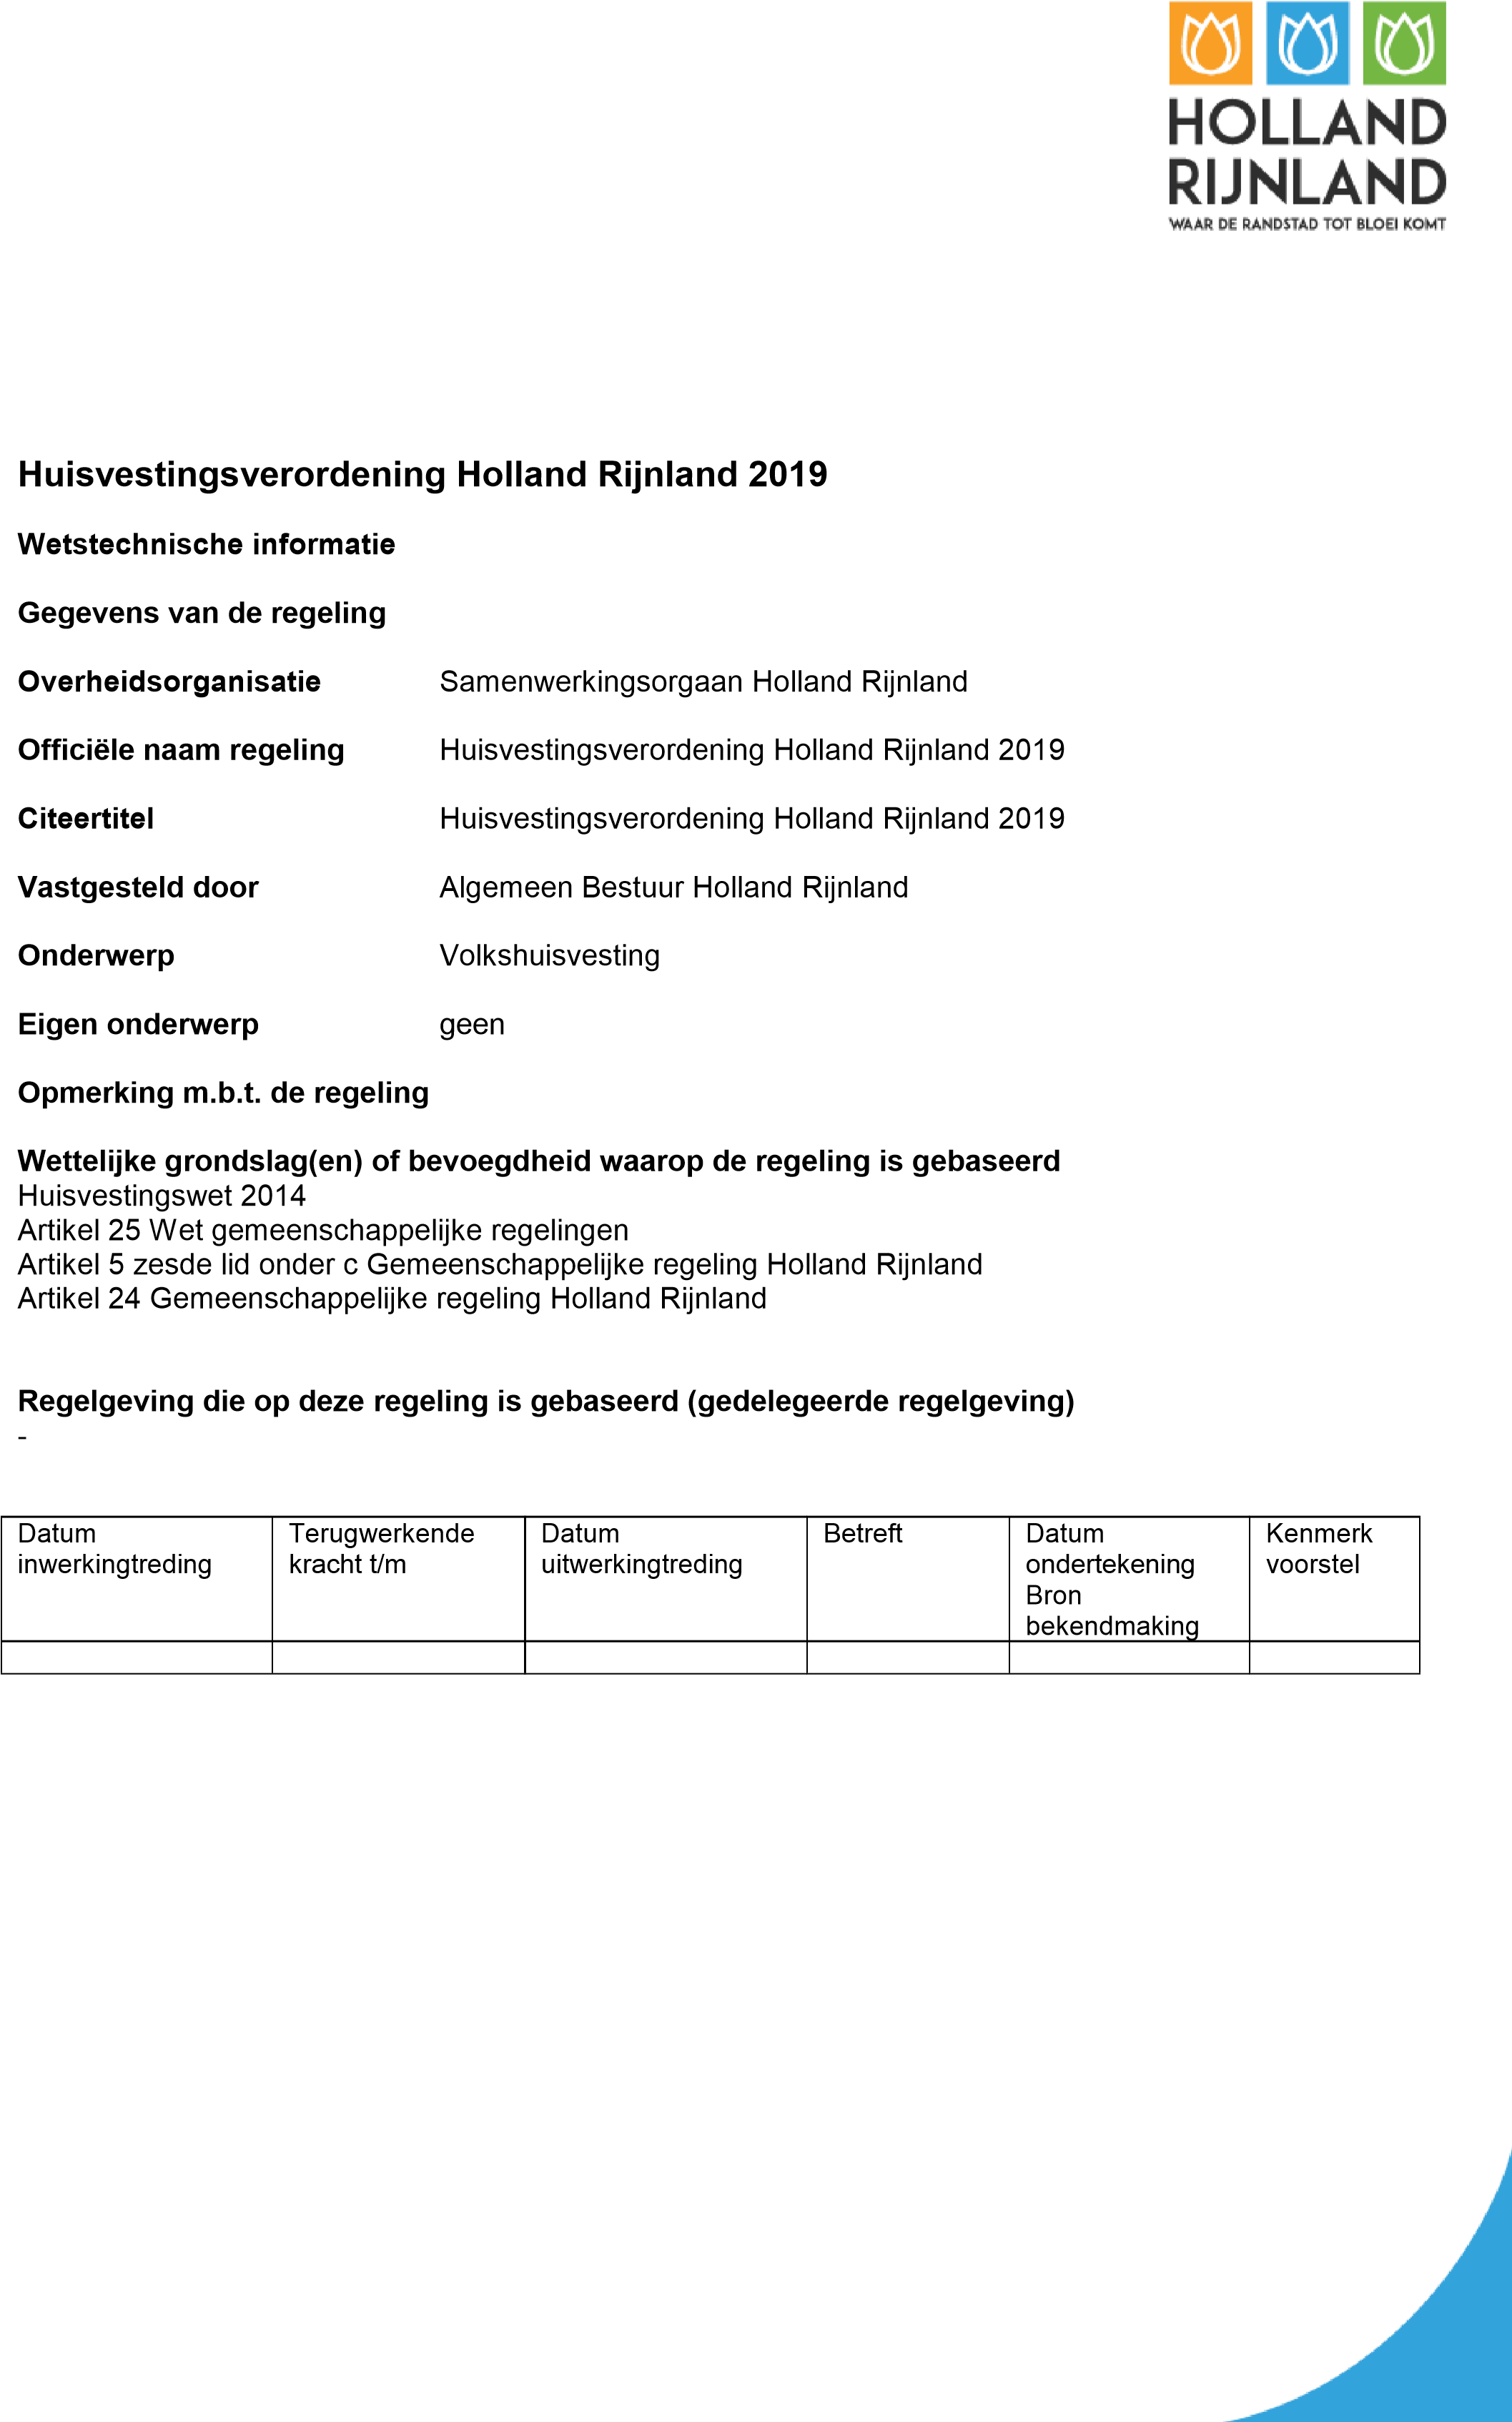 HOLLAND
RIJNLAND
WAAR DE RANDSTAD TOT BLOEI KOMT
Huisvestingsverordening Holland Rijnland 2019
Wetstechnische informatie
Gegevens van de regeling
Overheidsorganisatie Samenwerkingsorgaan Holland Rijnland
Officiële naam regeling Huisvestingsverordening Holland Rijnland 2019
Citeertitel Huisvestingsverordening Holland Rijnland 2019
Vastgesteld door Algemeen Bestuur Holland Rijnland
Onderwerp Volkshuisvesting
Eigen onderwerp geen
Opmerking m.b.t. de regeling
Wettelijke grondslag(en) of bevoegdheid waarop de regeling is gebaseerd
Huisvestingswet 2014
Artikel 25 Wet gemeenschappelijke regelingen
Artikel 5 zesde lid onder c Gemeenschappelijke regeling Holland Rijnland
Artikel 24 Gemeenschappelijke regeling Holland Rijnland
Regelgeving die op deze regeling is gebaseerd (gedelegeerde regelgeving)
-
Datum
inwerkingtreding
Terugwerkende
kracht t/m
Datum
uitwerkingtreding
Betreft
Datum
ondertekening
Bron
bekendmaking
Kenmerk
voorstel